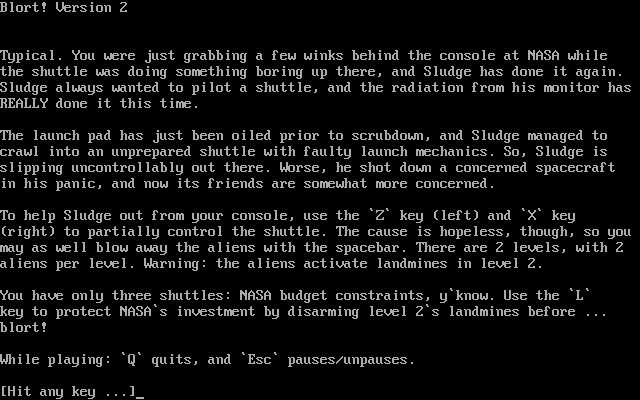 Blort! Version 2
Typical. You were just grabbing a few winks behind the console at NASA while
the shuttle was doing something boring up there, and Sludge has done it again.
Sludge always wanted to pilot a shuttle, and the radiation from his monitor has
REALLY done it this time.
The launch pad has just been oiled prior to scrubdown, and Sludge managed to
crawl into an unprepared shuttle with faulty launch mechanics. So, Sludge is
slipping uncontrollably out there. Worse, he shot down a concerned spacecraft
in his panic, and now its friends are somewhat more concerned.
To help Sludge out from your console, use the `Z` key (left) and `X` key
(right) to partially control the shuttle. The cause is hopeless, though, so you
may as well blow away the aliens with the spacebar. There are 2 levels, with 2
aliens per level. Warning: the aliens activate landmines in level 2.
You have only three shuttles: NASA budget constraints, y`know. Use the `L`
key to protect NASA`s investment by disarming level 2`s landmines before ...
blort!
While playing: `Q` quits, and `Esc` pauses/unpauses.
[Hit any key ...]_